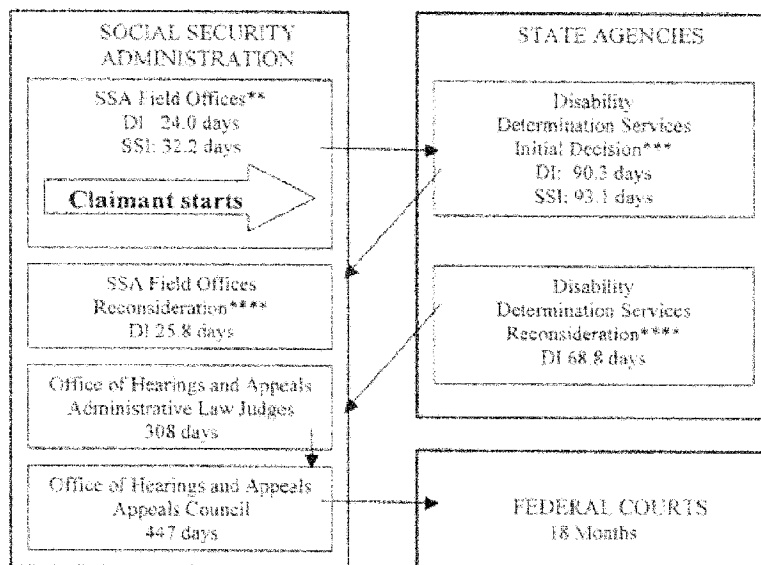 SOCIAL SECURITY
ADMINISTRATION
SSA Field Offices**
DI 24.0 days
SSI: 32.2 days
Claimant starts
SSA Field Offices
Reconsideration****
DI 25.8 days
Office of Hearings and Appeals
Administrative Law Judges
308 days
Office of Hearings and Appeals
Appeals Council
447 days
STATE AGENCIES
Disability
Determination Services
Initial Decision***
DI: 90.3 days
SSI: 93.1 days
Disability
Determination Services
Reconsideration****
DI 68.8 days
FEDERAL COURTS
18 Months